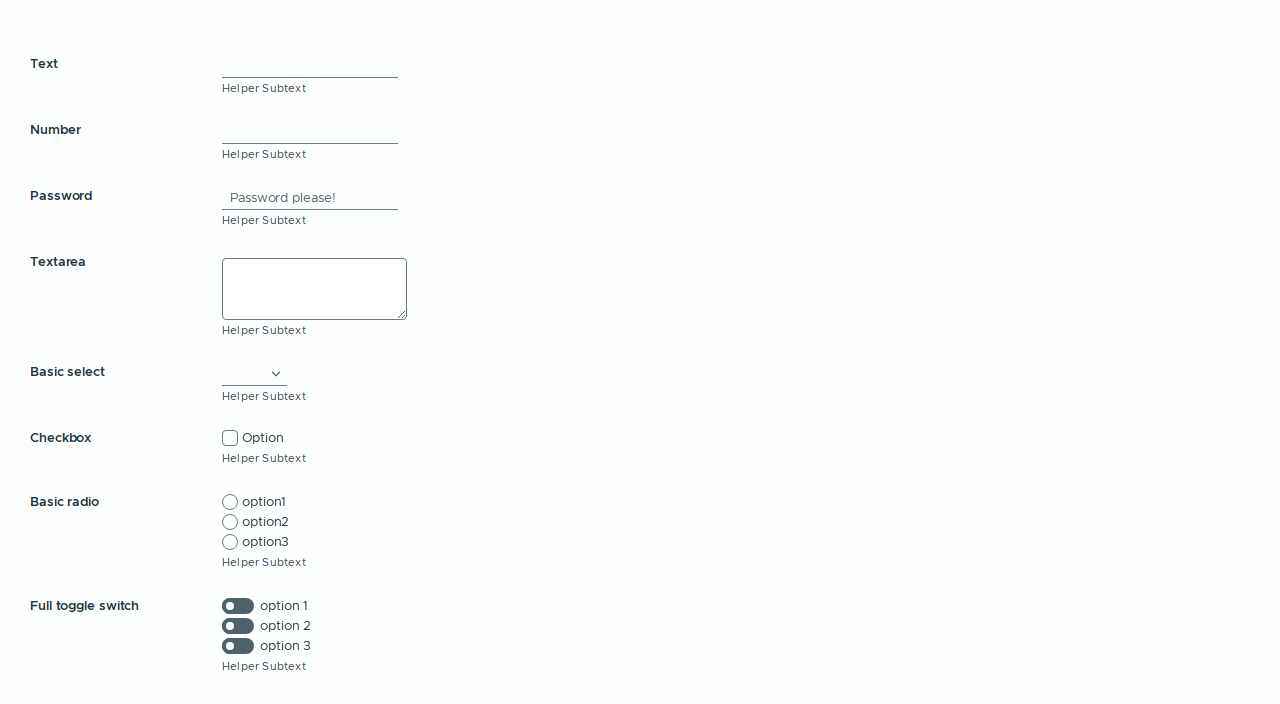 Text
Helper Subtext
Number
Helper Subtext
Password
Password please!
Helper Subtext
Textarea
Helper Subtext
Basic select
Helper Subtext
Checkbox
Option
Helper Subtext
Basic radio
option1
option2
option3
Helper Subtext
Full toggle switch
option 1
option 2
option 3
Helper Subtext